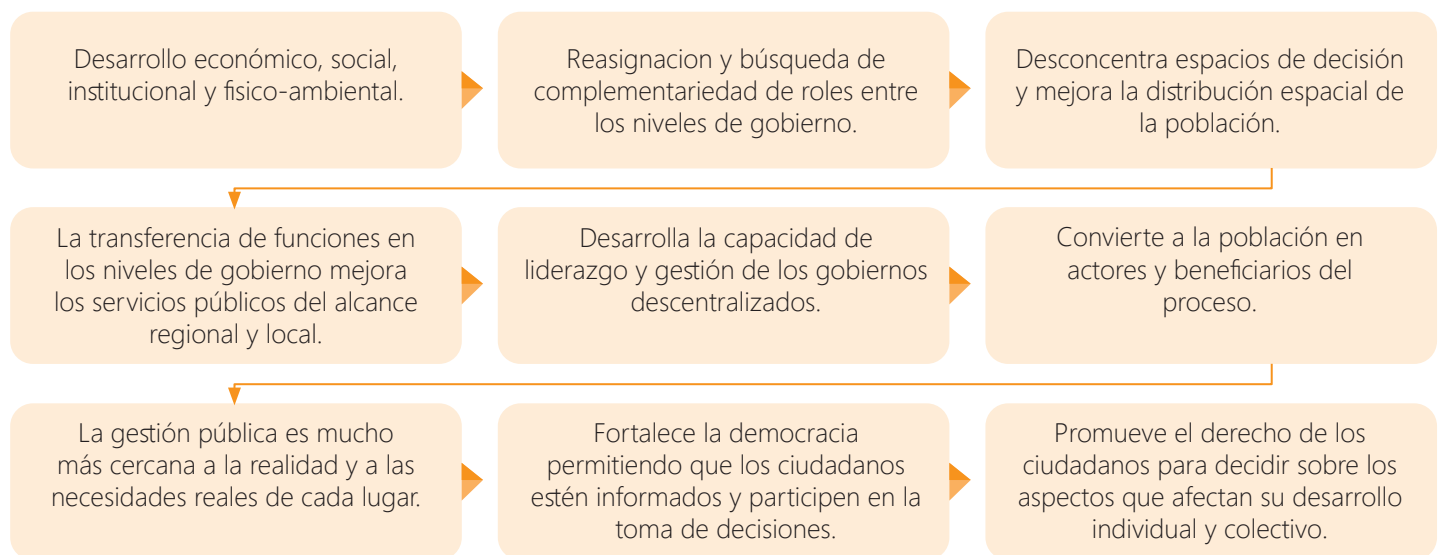 Desarrollo económico, social,
institucional y fisico-ambiental.
Reasignacion y búsqueda de
complementariedad de roles entre
los niveles de gobierno.
Desconcentra espacios de decisión
y mejora la distribución espacial de
la población.
La transferencia de funciones en
los niveles de gobierno mejora
los servicios públicos del alcance
regional y local.
Desarrolla la capacidad de
liderazgo y gestión de los gobiernos
descentralizados.
Convierte a la población en
actores y beneficiarios del
proceso.
La gestión pública es mucho
más cercana a la realidad y a las
necesidades reales de cada lugar.
Fortalece la democracia
permitiendo que los ciudadanos
estén informados y participen en la
toma de decisiones.
Promueve el derecho de los
ciudadanos para decidir sobre los
aspectos que afectan su desarrollo
individual y colectivo.